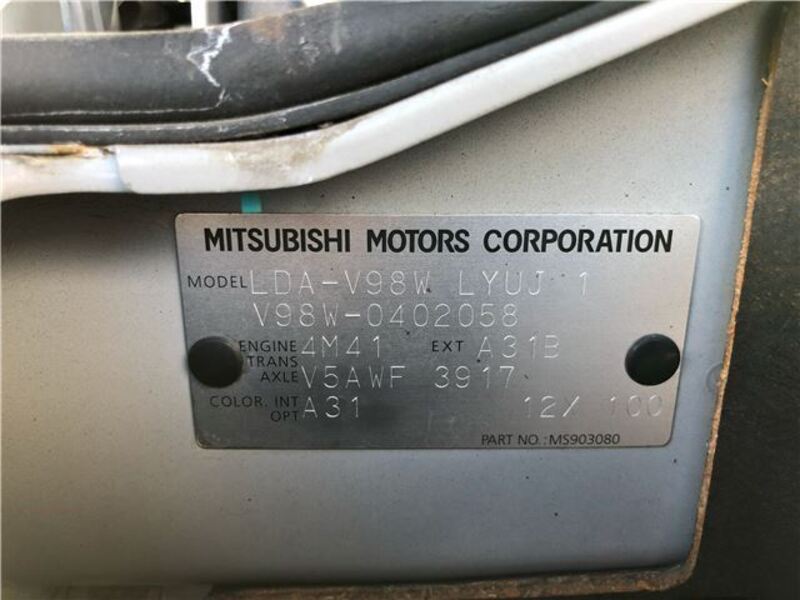 MITSUBISHI MOTORS CORPORATION
MODEL LDA-V98W LYUJ 1
V98W-0402058
ENGINE 4M41 EXT A31B
TRANS
AXLE V5AWF 3917
COLOR. INT
OPT A31 12X 100
PART NO.: MS903080